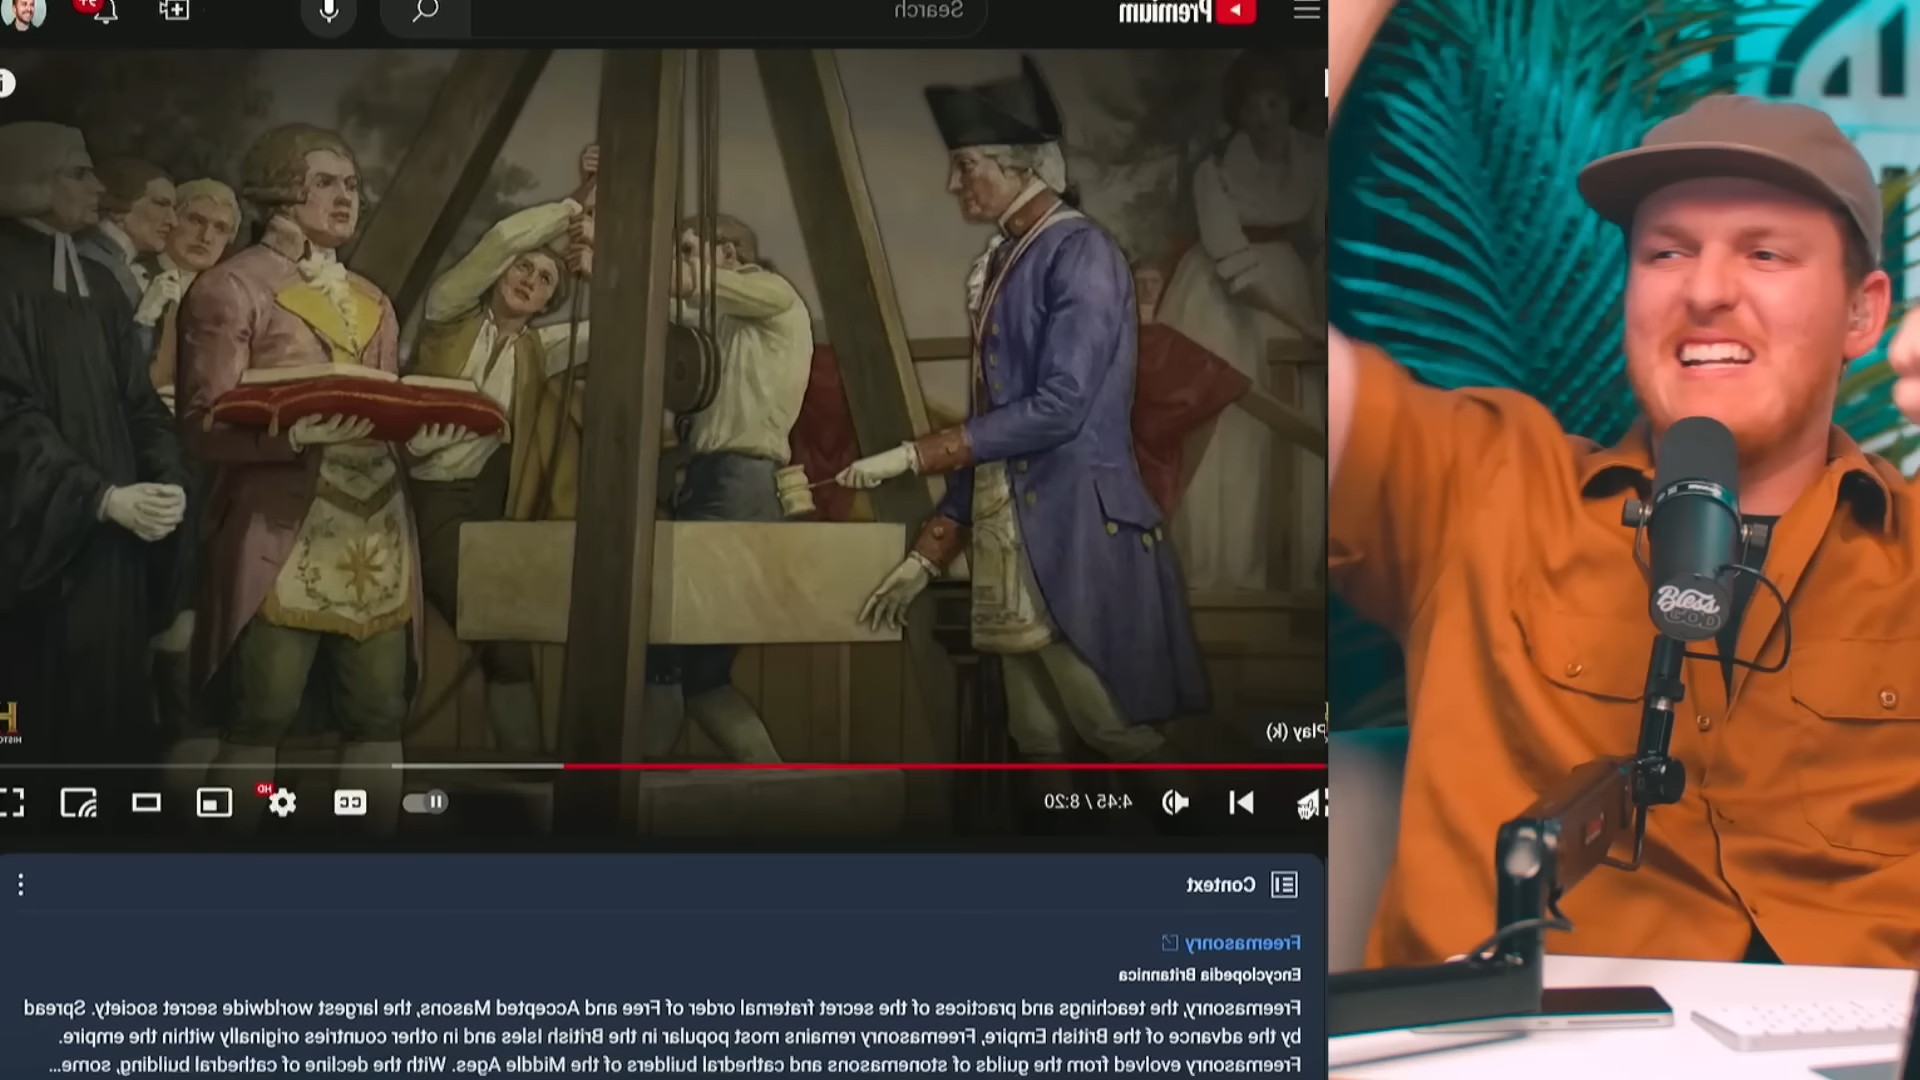 Premium
Search
9+
Play (k)
4:45 / 8:20
HD
CC
Context
Freemasonry
Encyclopedia Britannica
Freemasonry, the teachings and practices of the secret fraternal order of Free and Accepted Masons, the largest worldwide secret society. Spread
by the advance of the British Empire, Freemasonry remains most popular in the British Isles and in other countries originally within the empire.
Freemasonry evolved from the guilds of stonemasons and cathedral builders of the Middle Ages. With the decline of cathedral building, some...
Bless
GOD